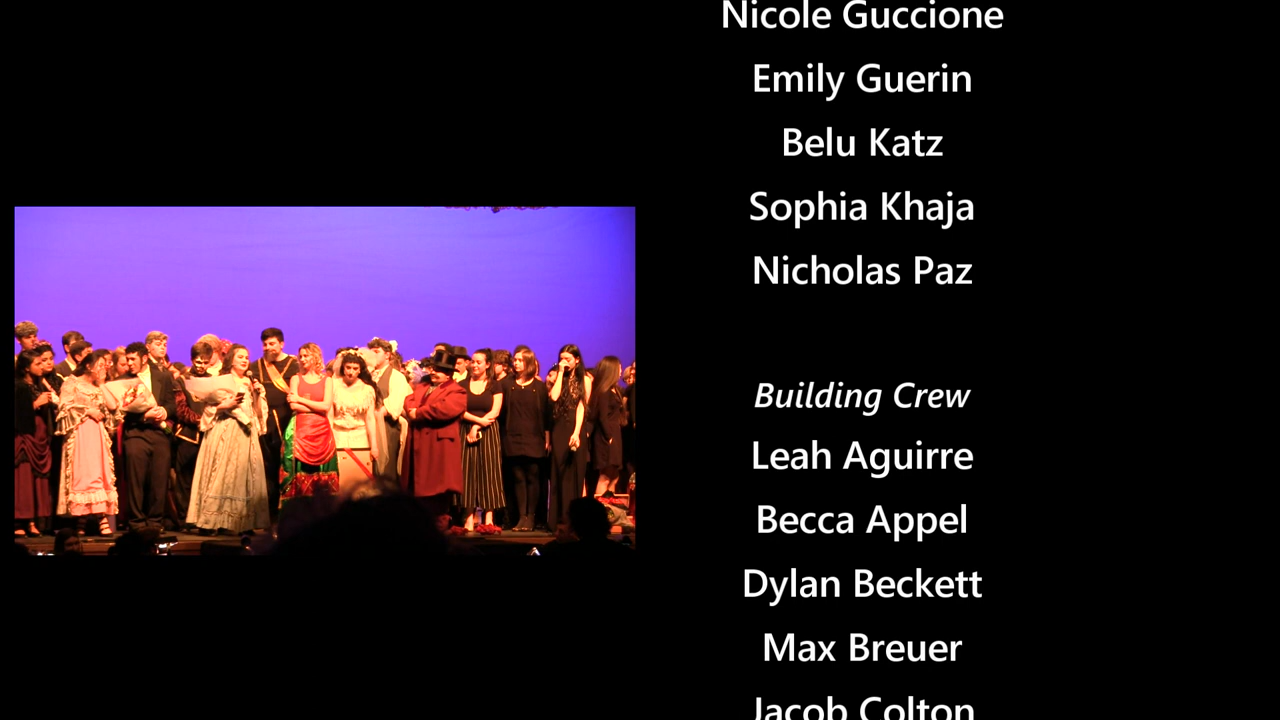 Nicole Guccione
Emily Guerin
Belu Katz
Sophia Khaja
Nicholas Paz
Building Crew
Leah Aguirre
Becca Appel
Dylan Beckett
Max Breuer
Jacob Colton